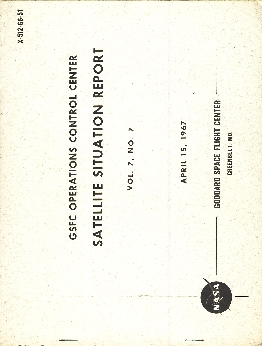 X-512-66-51
GSFC OPERATIONS CONTROL CENTER
SATELLITE SITUATION REPORT
VOL. 7, NO. 7
APRIL 15, 1967
GODDARD SPACE FLIGHT CENTER
GREENBELT, MD.
NASA